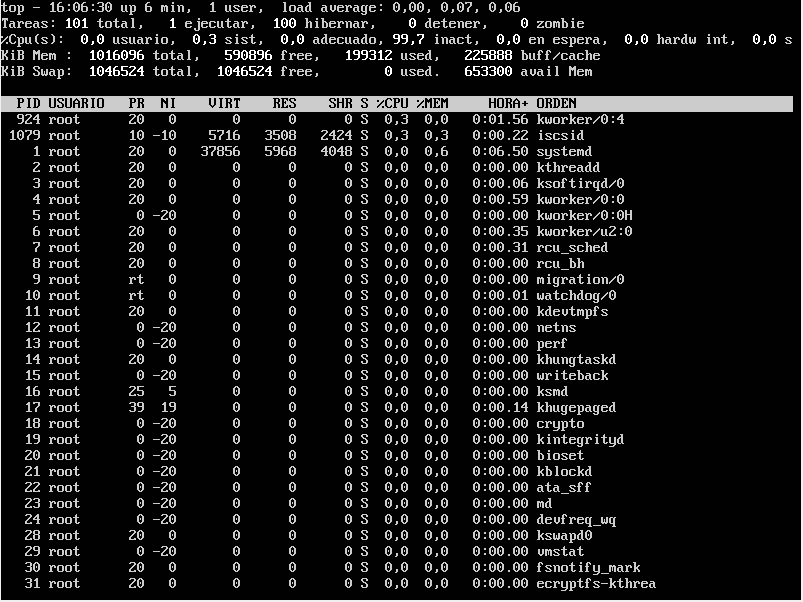 top - 16:06:30 up 6 min,  1 user,  load average: 0,00, 0,07, 0,06
Tareas: 101 total,   1 ejecutar, 100 hibernar,    0 detener,   0 zombie
%Cpu(s):  0,0 usuario,  0,3 sist,  0,0 adecuado, 99,7 inact,  0,0 en espera,  0,0 hardw int,  0,0 s
KiB Mem :  1016096 total,   590896 free,   199312 used,   225888 buff/cache
KiB Swap:  1046524 total,  1046524 free,        0 used.   653300 avail Mem
PID USUARIO   PR  NI    VIRT    RES    SHR S %CPU %MEM     HORA+ ORDEN
924 root      20   0       0      0      0 S  0,3  0,0   0:01.56 kworker/0:4
1079 root      10 -10    5716   3508   2424 S  0,3  0,3   0:00.22 iscsid
1 root      20   0   37856   5968   4048 S  0,0  0,6   0:06.50 systemd
2 root      20   0       0      0      0 S  0,0  0,0   0:00.00 kthreadd
3 root      20   0       0      0      0 S  0,0  0,0   0:00.06 ksoftirqd/0
4 root      20   0       0      0      0 S  0,0  0,0   0:00.59 kworker/0:0
5 root       0 -20       0      0      0 S  0,0  0,0   0:00.00 kworker/0:0H
6 root      20   0       0      0      0 S  0,0  0,0   0:00.35 kworker/u2:0
7 root      20   0       0      0      0 S  0,0  0,0   0:00.31 rcu_sched
8 root      20   0       0      0      0 S  0,0  0,0   0:00.00 rcu_bh
9 root      rt   0       0      0      0 S  0,0  0,0   0:00.00 migration/0
10 root      rt   0       0      0      0 S  0,0  0,0   0:00.01 watchdog/0
11 root      20   0       0      0      0 S  0,0  0,0   0:00.00 kdevtmpfs
12 root       0 -20       0      0      0 S  0,0  0,0   0:00.00 netns
13 root       0 -20       0      0      0 S  0,0  0,0   0:00.00 perf
14 root      20   0       0      0      0 S  0,0  0,0   0:00.00 khungtaskd
15 root       0 -20       0      0      0 S  0,0  0,0   0:00.00 writeback
16 root      25   5       0      0      0 S  0,0  0,0   0:00.00 ksmd
17 root      39  19       0      0      0 S  0,0  0,0   0:00.14 khugepaged
18 root       0 -20       0      0      0 S  0,0  0,0   0:00.00 crypto
19 root       0 -20       0      0      0 S  0,0  0,0   0:00.00 kintegrityd
20 root       0 -20       0      0      0 S  0,0  0,0   0:00.00 bioset
21 root       0 -20       0      0      0 S  0,0  0,0   0:00.00 kblockd
22 root       0 -20       0      0      0 S  0,0  0,0   0:00.00 ata_sff
23 root       0 -20       0      0      0 S  0,0  0,0   0:00.00 md
24 root       0 -20       0      0      0 S  0,0  0,0   0:00.00 devfreq_wq
28 root      20   0       0      0      0 S  0,0  0,0   0:00.00 kswapd0
29 root       0 -20       0      0      0 S  0,0  0,0   0:00.00 vmstat
30 root      20   0       0      0      0 S  0,0  0,0   0:00.00 fsnotify_mark
31 root      20   0       0      0      0 S  0,0  0,0   0:00.00 ecryptfs-kthrea